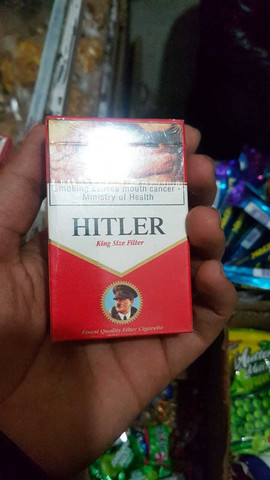 Smoking causes mouth cancer -
Ministry of Health
HITLER
King Size Filter
Finest Quality Filter Cigarette